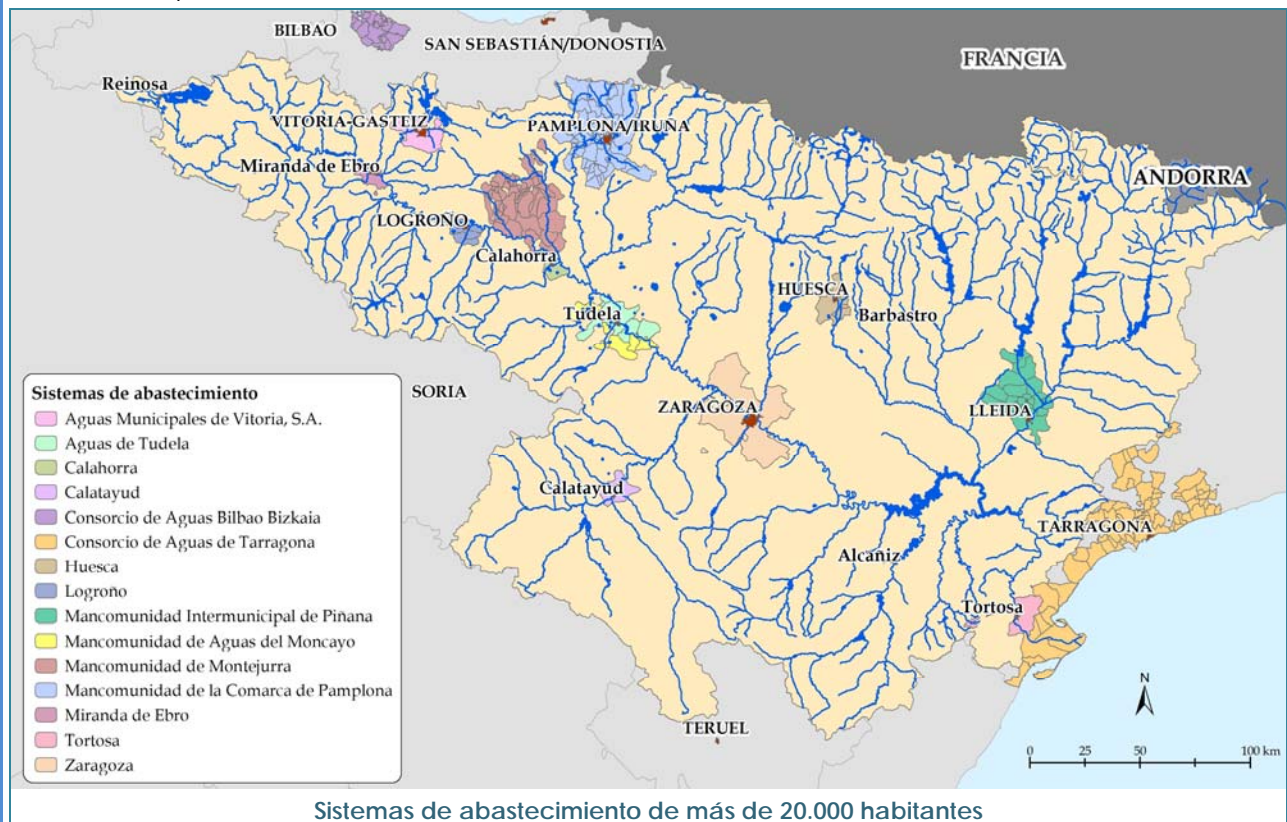 BILBAO
SAN SEBASTIÁN/DONOSTIA
FRANCIA
Reinosa
VITORIA-GASTEIZ
PAMPLONA/IRUÑA
Miranda de Ebro
ANDORRA
LOGROÑO
Calahorra
HUESCA
Barbastro
Tudela
SORIA
ZARAGOZA
LLEIDA
Calatayud
TARRAGONA
Alcañiz
Tortosa
TERUEL
Sistemas de abastecimiento
Aguas Municipales de Vitoria, S.A.
Aguas de Tudela
Calahorra
Calatayud
Consorcio de Aguas Bilbao Bizkaia
Consorcio de Aguas de Tarragona
Huesca
Logroño
Mancomunidad Intermunicipal de Piñana
Mancomunidad de Aguas del Moncayo
Mancomunidad de Montejurra
Mancomunidad de la Comarca de Pamplona
Miranda de Ebro
Tortosa
Zaragoza
N
0 25 50 100 km
Sistemas de abastecimiento de más de 20.000 habitantes